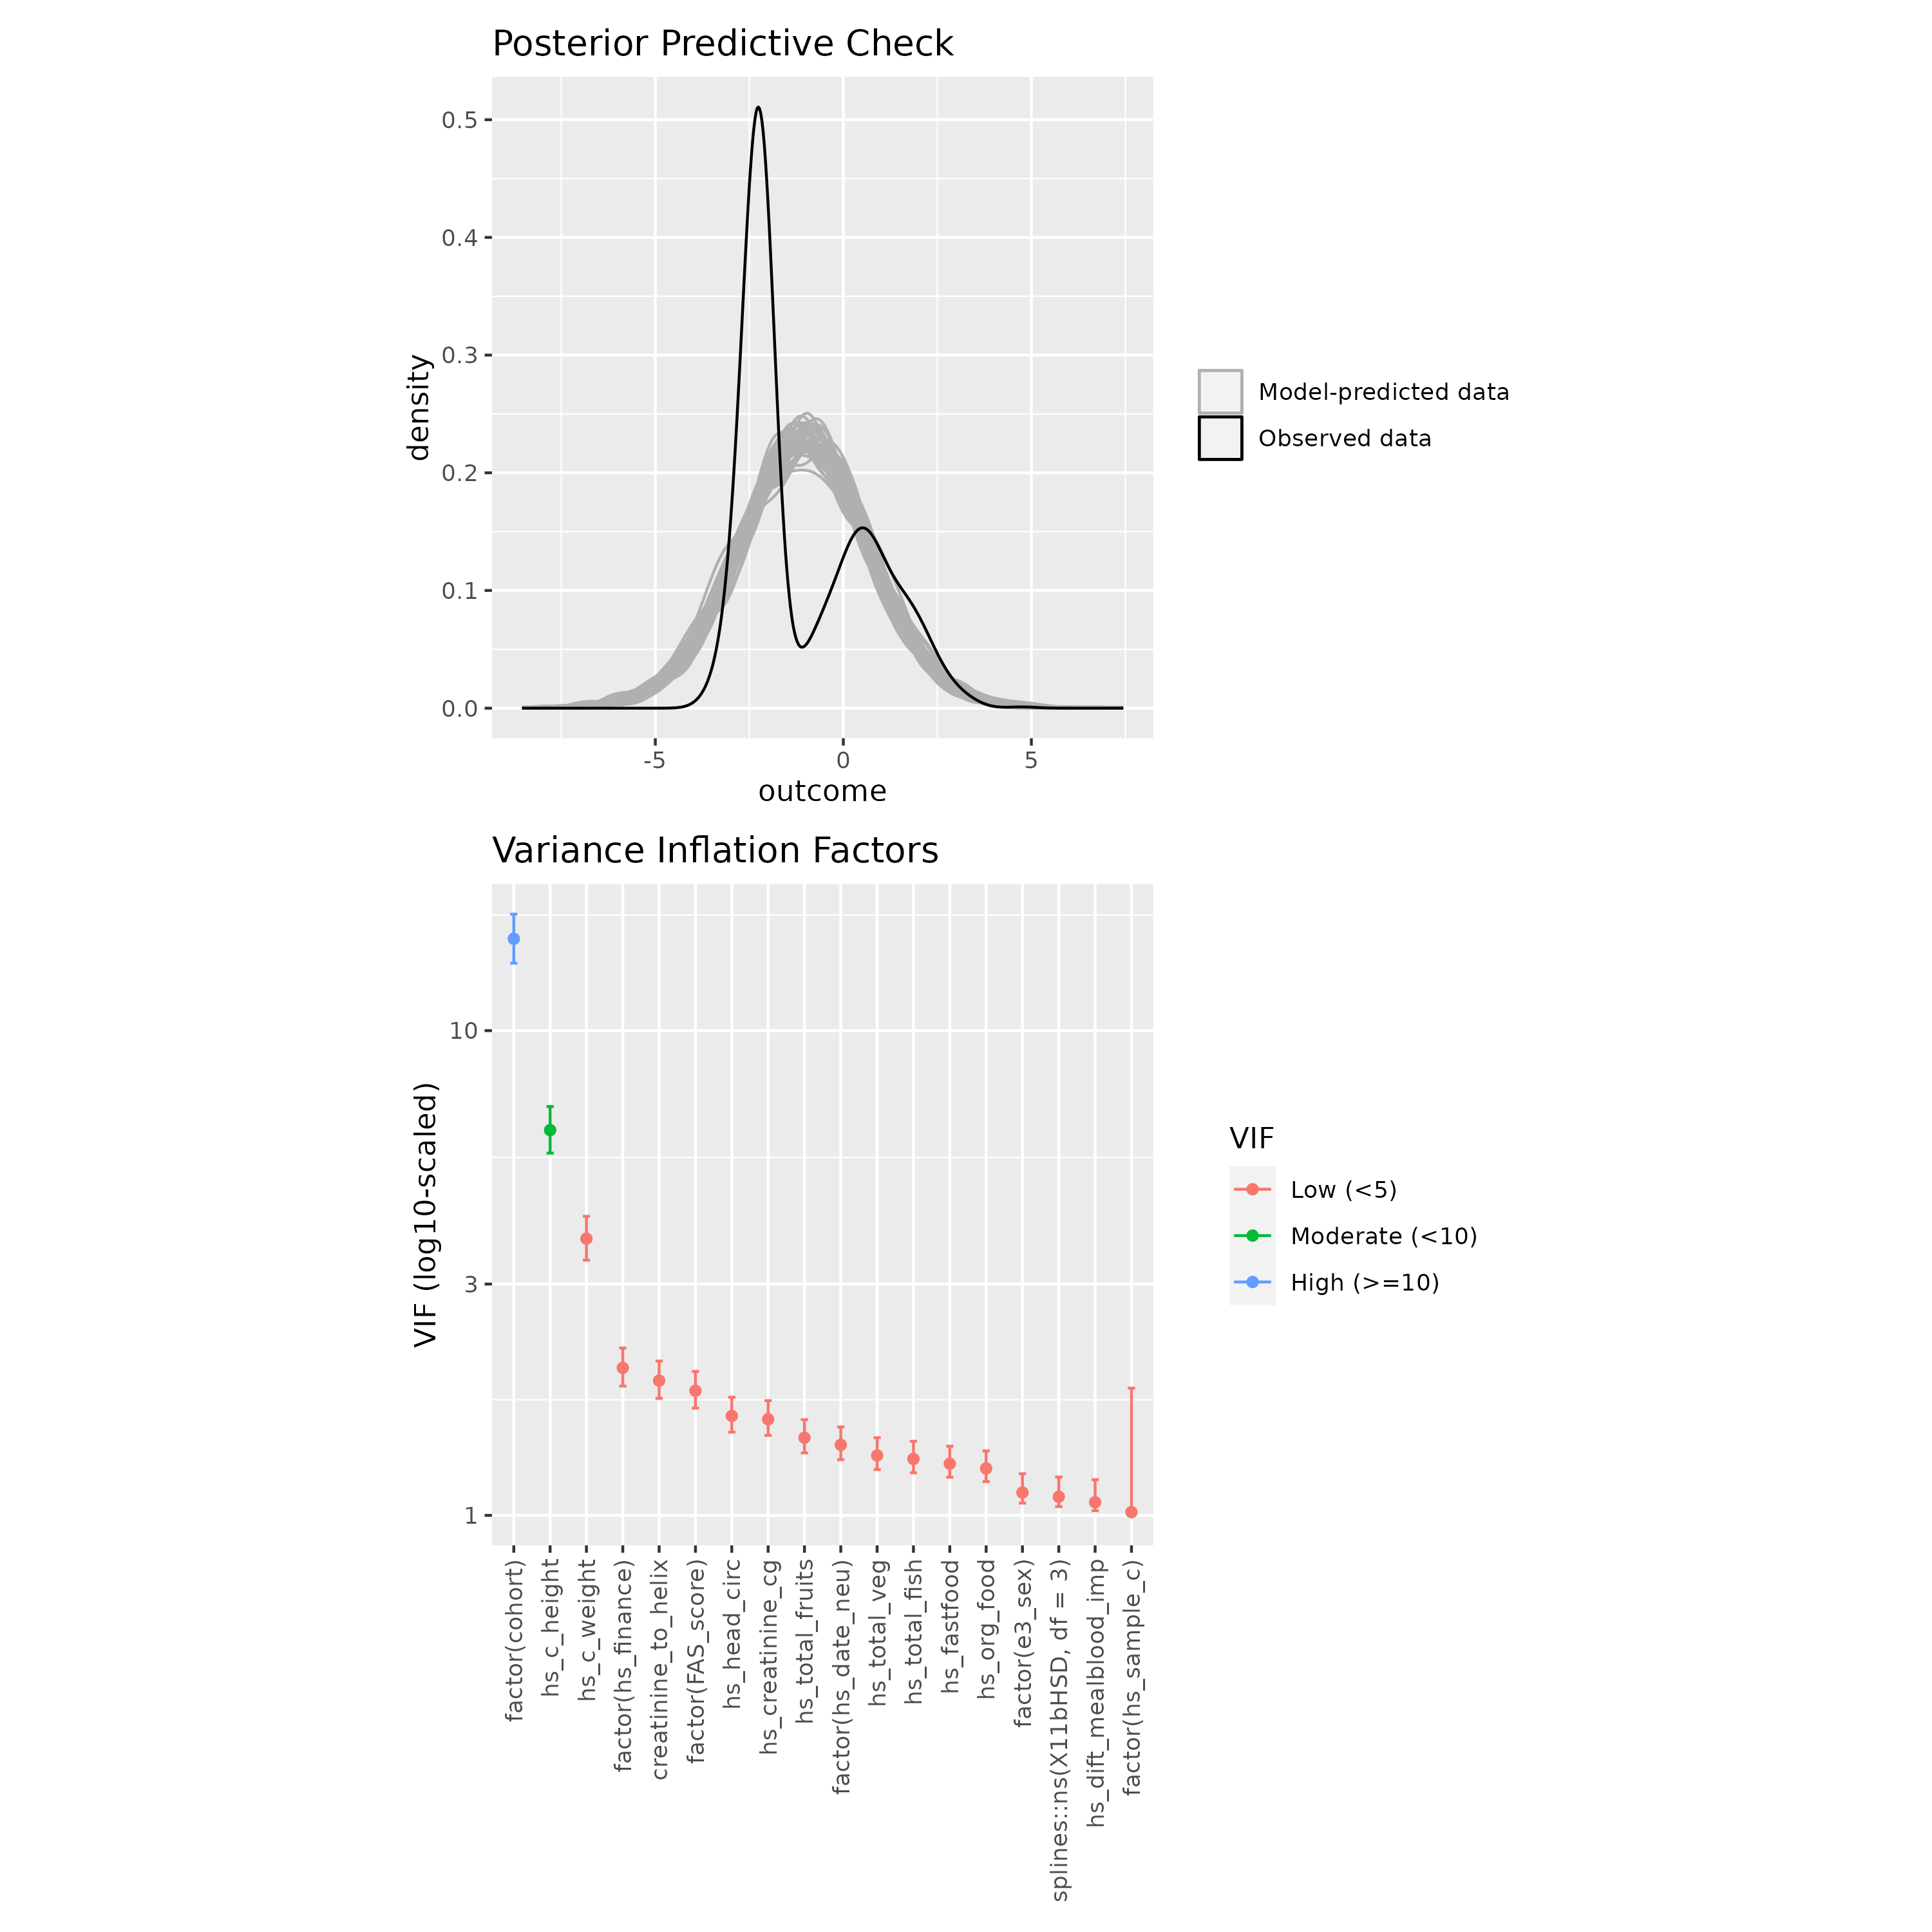 Posterior Predictive Check
0.5
0.4
0.3
0.2
0.1
0.0
density
-5 0 5
outcome
Model-predicted data
Observed data
Variance Inflation Factors
10
3
1
VIF (log10-scaled)
factor(cohort)
hs_c_height
hs_c_weight
factor(hs_finance)
creatinine_to_helix
factor(FAS_score)
hs_head_circ
hs_creatinine_cg
hs_total_fruits
factor(hs_date_neu)
hs_total_veg
hs_total_fish
hs_fastfood
hs_org_food
factor(e3_sex)
splines::ns(X11bHSD, df = 3)
hs_dift_mealblood_imp
factor(hs_sample_c)
VIF
Low (<5)
Moderate (<10)
High (>=10)